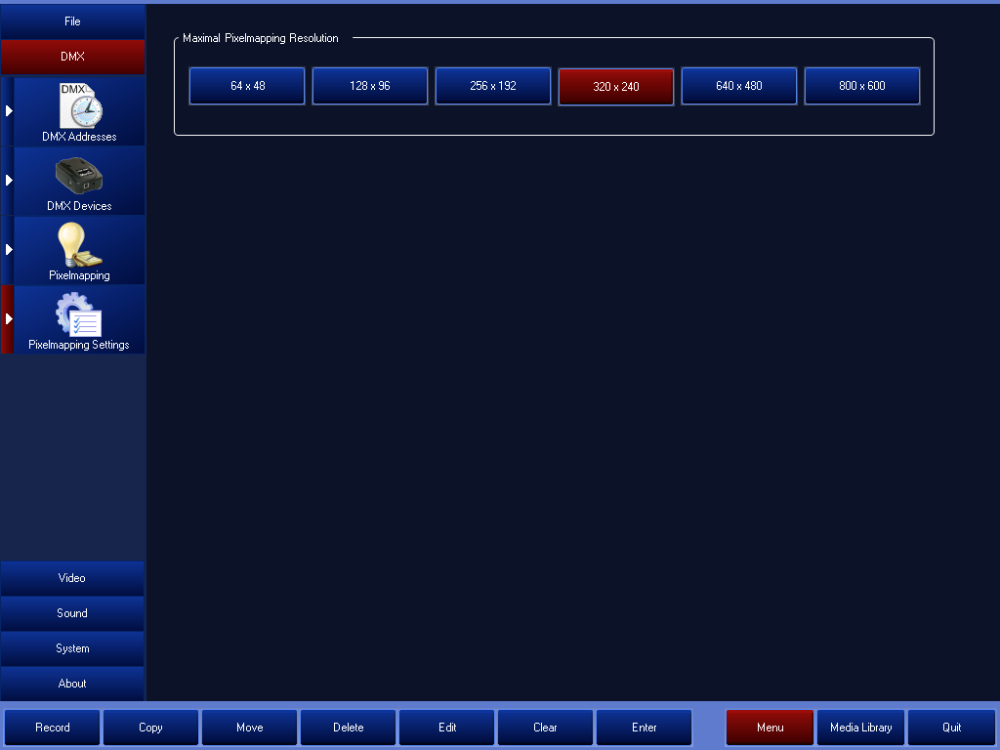 File
DMX
DMX
DMX Addresses
DMX Devices
Pixelmapping
Pixelmapping Settings
Video
Sound
System
About
Maximal Pixelmapping Resolution
64 x 48
128 x 96
256 x 192
320 x 240
640 x 480
800 x 600
Record
Copy
Move
Delete
Edit
Clear
Enter
Menu
Media Library
Quit